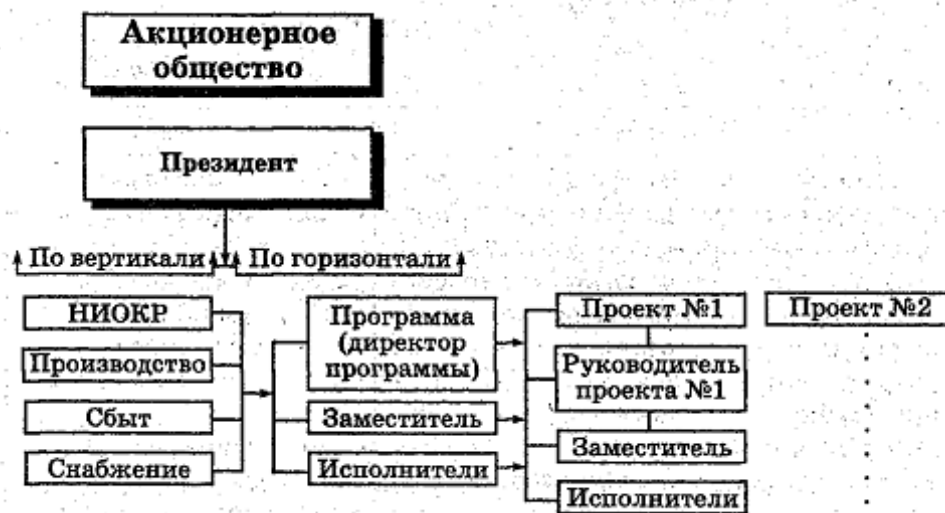 Акционерное
общество
Президент
По вертикали
По горизонтали
НИОКР
Производство
Сбыт
Снабжение
Программа
(директор
программы)
Заместитель
Исполнители
Проект №1
Руководитель
проекта №1
Заместитель
Исполнители
Проект №2